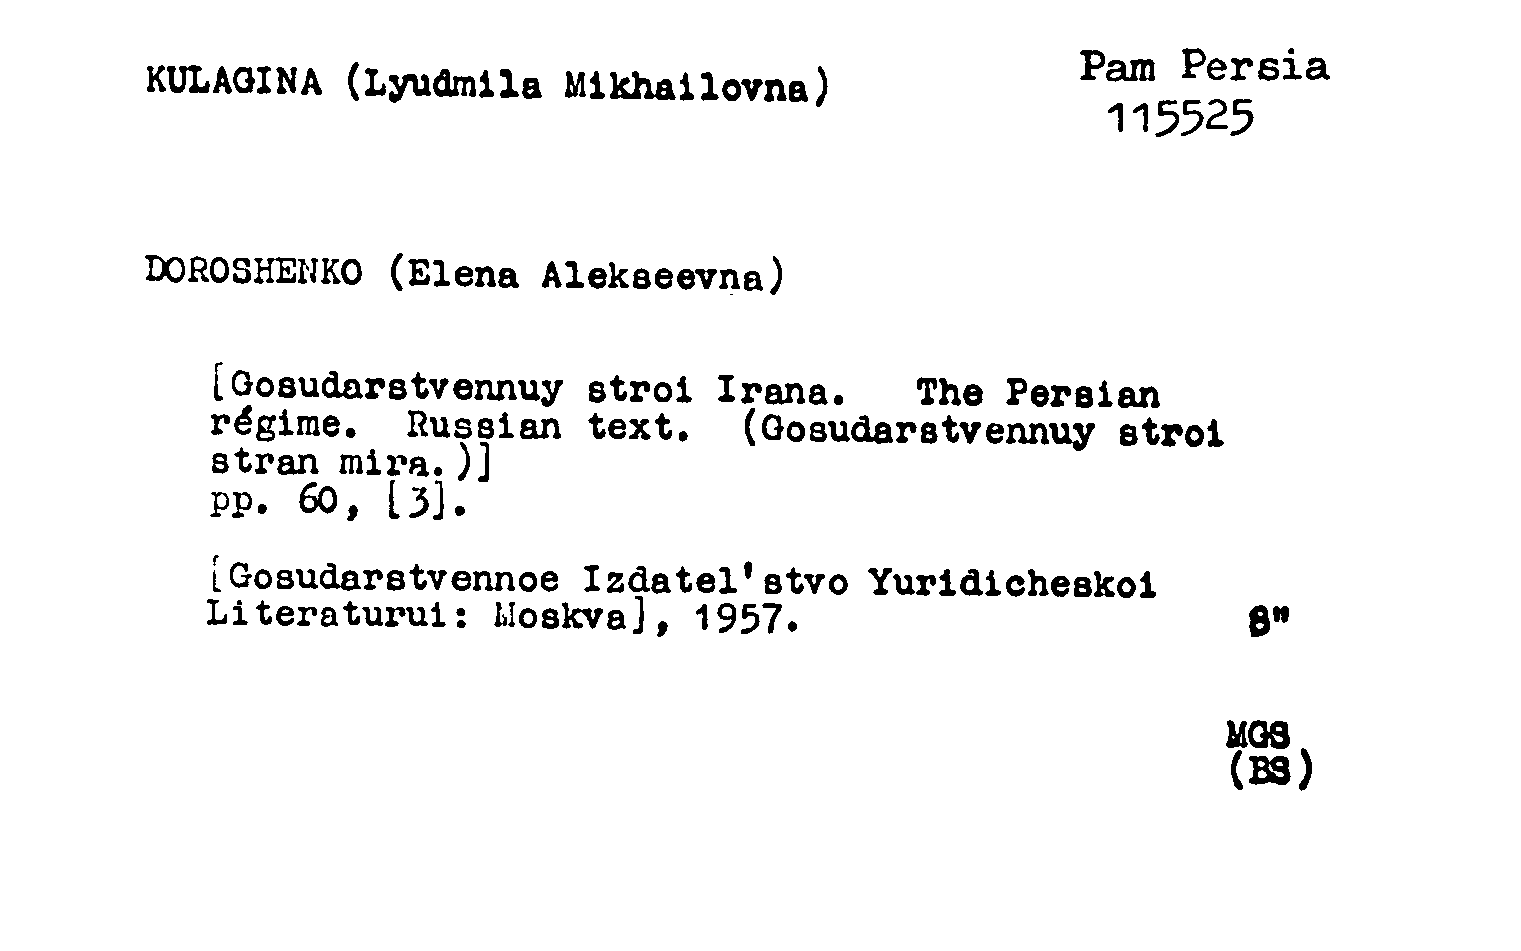 KULAGINA (Lyudmila Mikhailovna)
Pam Persia
115525
DOROSHENKO (Elena Alekseevna)
[Gosudarstvennuy stroi Irana. The Persian
régime. Russian text. (Gosudarstvennuy stroi
stran mira.)]
pp. 60, [3].
[Gosudarstvennoe Izdatel'stvo Yuridicheskoi
Literaturui: Moskva], 1957.
8"
MGS
(BS)